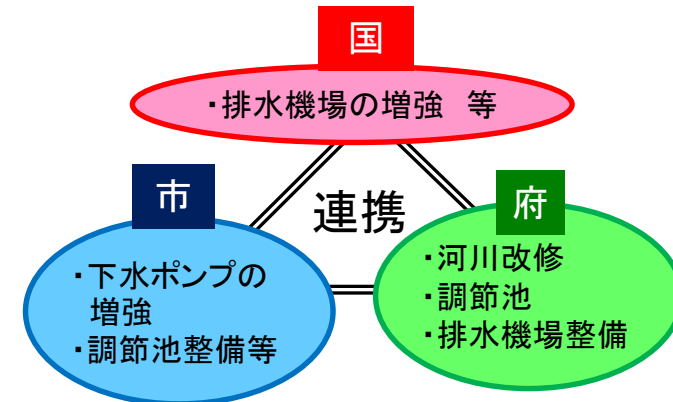 国
・排水機場の増強　等
連携
市
・下水ポンプの
増強
・調節池整備等
府
・河川改修
・調節池
・排水機場整備